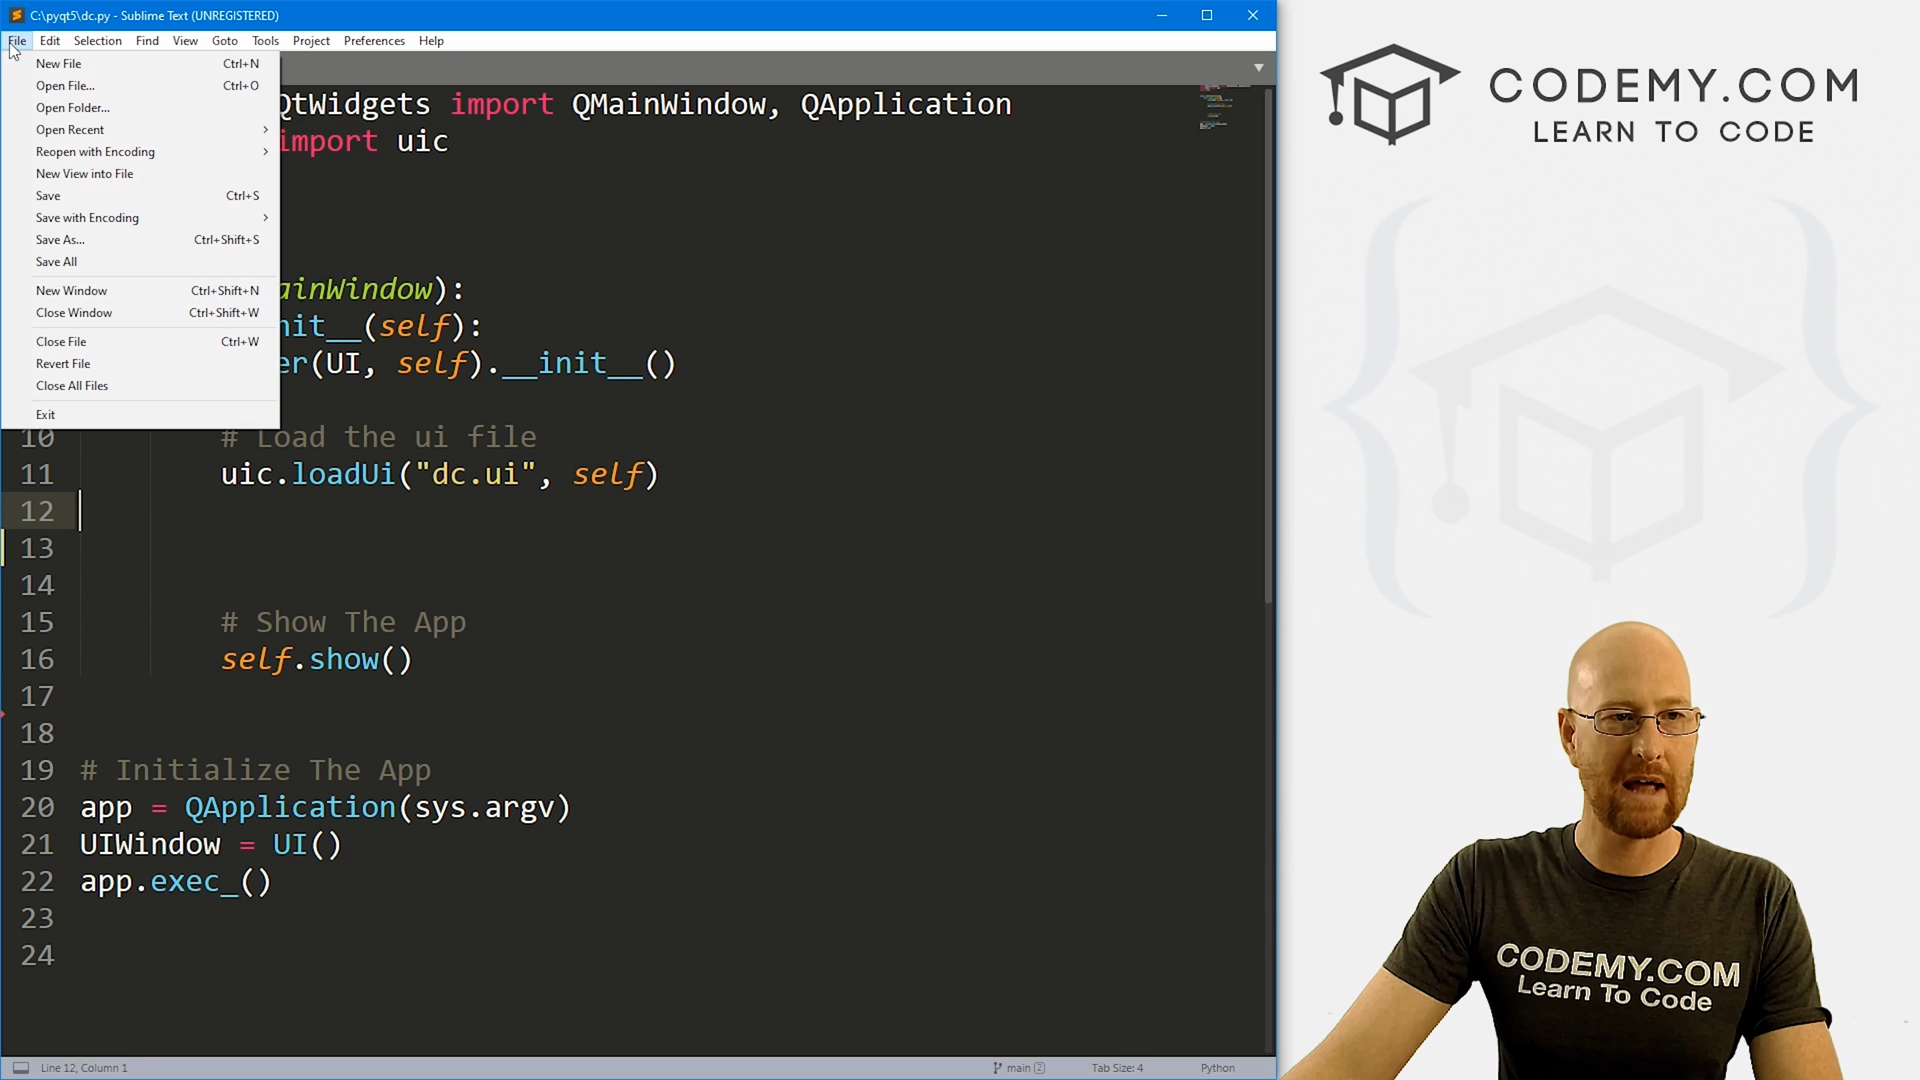 C:\pyqt5\dc.py - Sublime Text (UNREGISTERED)
File Edit Selection Find View Goto Tools Project Preferences Help
New File Ctrl+N
Open File... Ctrl+O
Open Folder...
Open Recent
Reopen with Encoding
New View into File
Save Ctrl+S
Save with Encoding
Save As... Ctrl+Shift+S
Save All
New Window Ctrl+Shift+N
Close Window Ctrl+Shift+W
Close File Ctrl+W
Revert File
Close All Files
Exit
QtWidgets import QMainWindow, QApplication
import uic
ainWindow):
nit__(self):
er(UI, self).__init__()
10 # Load the ui file
11 uic.loadUi("dc.ui", self)
12
13
14
15 # Show The App
16 self.show()
17
18
19 # Initialize The App
20 app = QApplication(sys.argv)
21 UIWindow = UI()
22 app.exec_()
23
24
Line 12, Column 1 main 2 Tab Size: 4 Python
CODEMY.COM
LEARN TO CODE
CODEMY.COM
Learn To Code